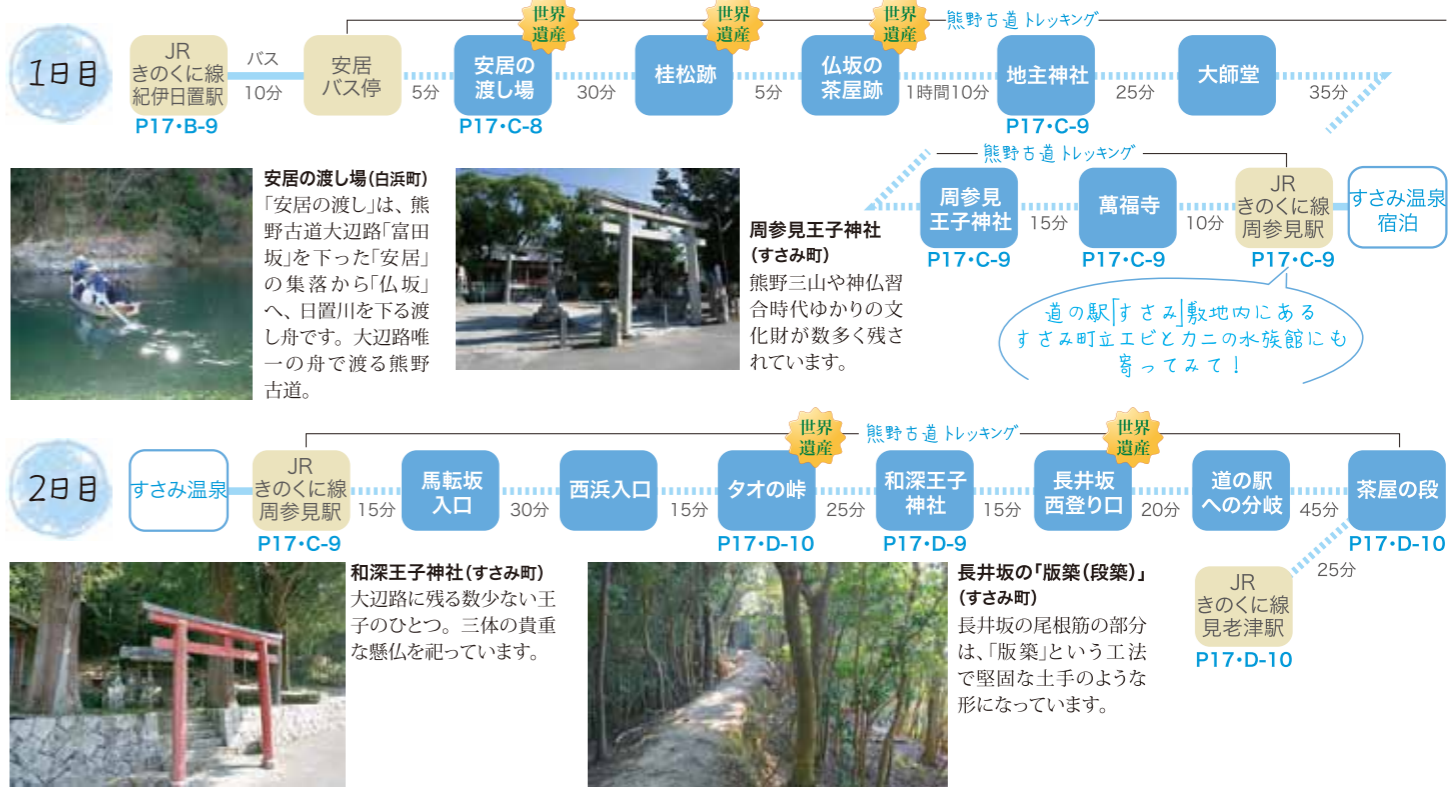 1日目
世界
遺産
世界
遺産
世界
遺産
熊野古道トレッキング
JR
きのくに線
紀伊日置駅
P17・B-9
バス
10分
安居
バス停
5分
安居の
渡し場
P17・C-8
30分
桂松跡
5分
仏坂の
茶屋跡
1時間10分
地主神社
P17・C-9
25分
大師堂
35分
熊野古道トレッキング
周参見
王子神社
P17・C-9
15分
萬福寺
P17・C-9
10分
JR
きのくに線
周参見駅
P17・C-9
すさみ温泉
宿泊
安居の渡し場(白浜町)
「安居の渡し」は、熊
野古道大辺路「富田
坂」を下った「安居」
の集落から「仏坂」
へ、日置川を下る渡
し舟です。大辺路唯
一の舟で渡る熊野
古道。
周参見王子神社
(すさみ町)
熊野三山や神仏習
合時代ゆかりの文
化財が数多く残さ
れています。
道の駅「すさみ」敷地内にある
すさみ町立エビとカニの水族館にも
寄ってみて!
2日目
世界
遺産
熊野古道トレッキング
世界
遺産
すさみ温泉
JR
きのくに線
周参見駅
P17・C-9
15分
馬転坂
入口
30分
西浜入口
15分
タオの峠
P17・D-10
25分
和深王子
神社
P17・D-9
15分
長井坂
西登り口
20分
道の駅
への分岐
45分
茶屋の段
P17・D-10
25分
JR
きのくに線
見老津駅
P17・D-10
和深王子神社(すさみ町)
大辺路に残る数少ない王
子のひとつ。三体の貴重
な懸仏を祀っています。
長井坂の「版築(段築)」
(すさみ町)
長井坂の尾根筋の部分
は、「版築」という工法
で堅固な土手のような
形になっています。